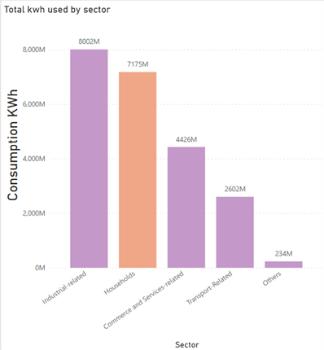 Total kwh used by sector
8002M
8,000M
7175M
6,000M
4426M
4,000M
2602M
2,000M
234M
0M
Consumption KWh
Industrial-related
Households
Commerce and Services-related
Transport-Related
Others
Sector